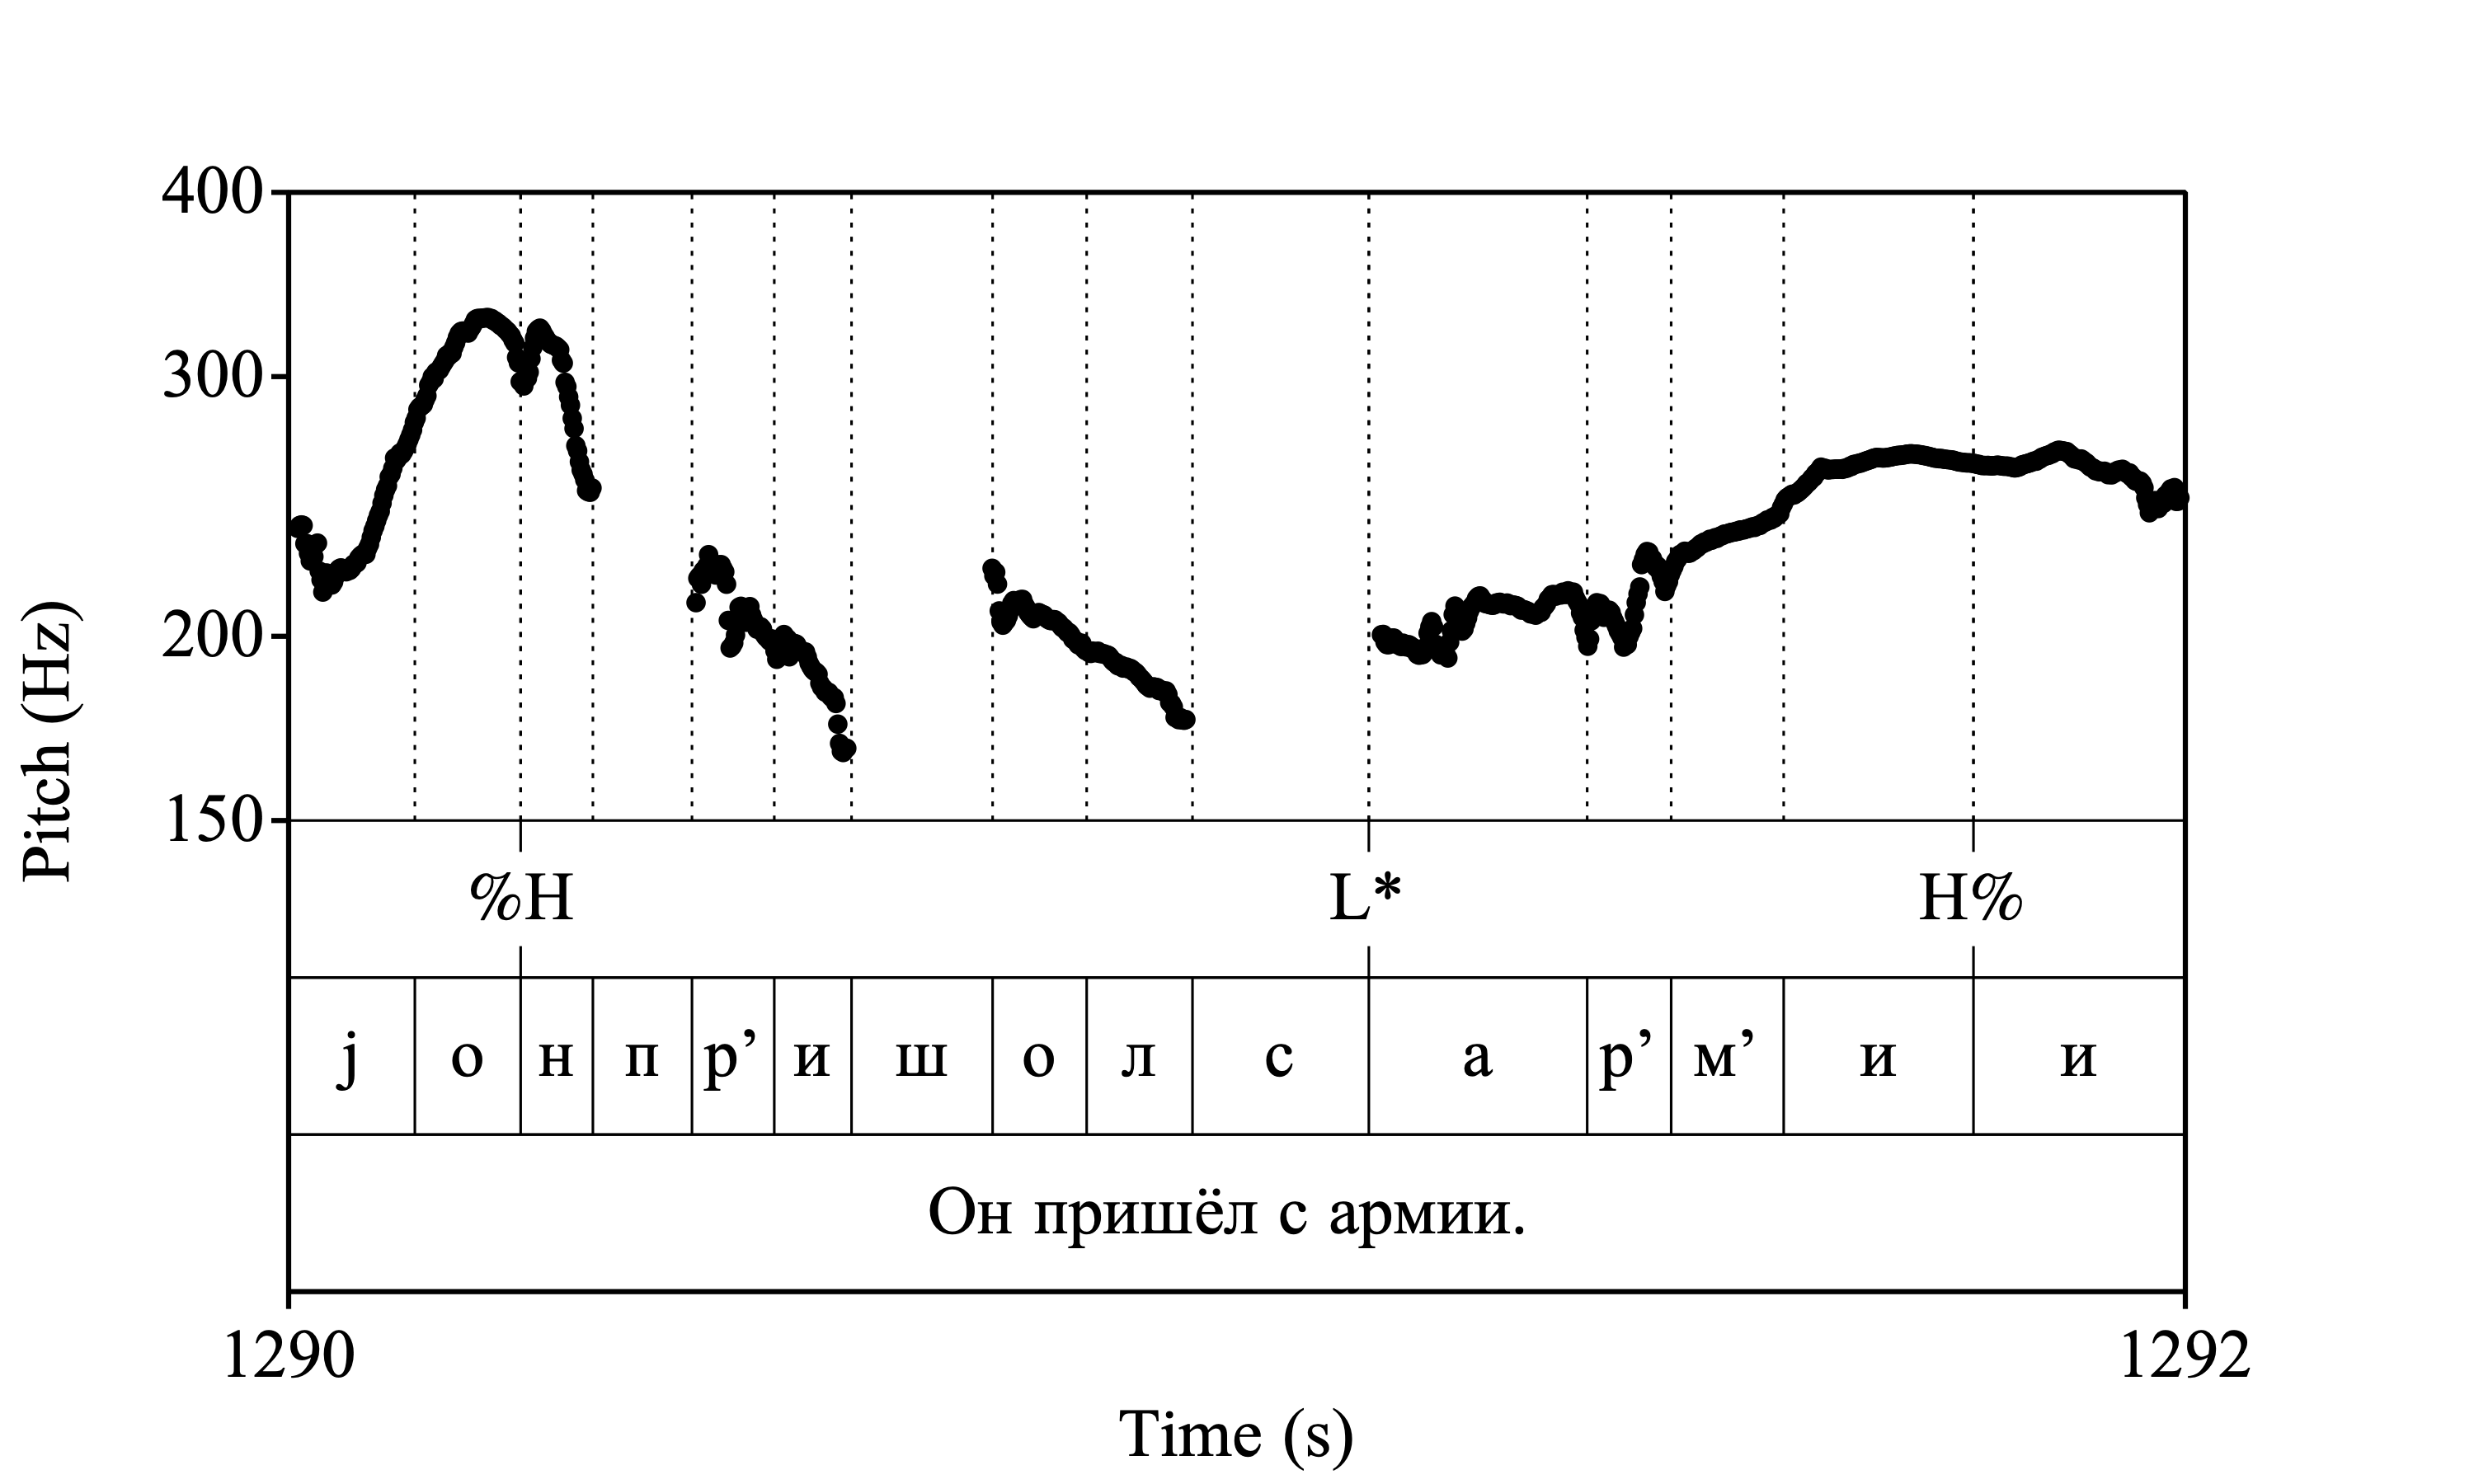 400
300
200
150
Pitch (Hz)
%H L* H%
j о н п р’ и ш о л с а р’ м’ и и
Он пришёл с армии.
1290 1292
Time (s)